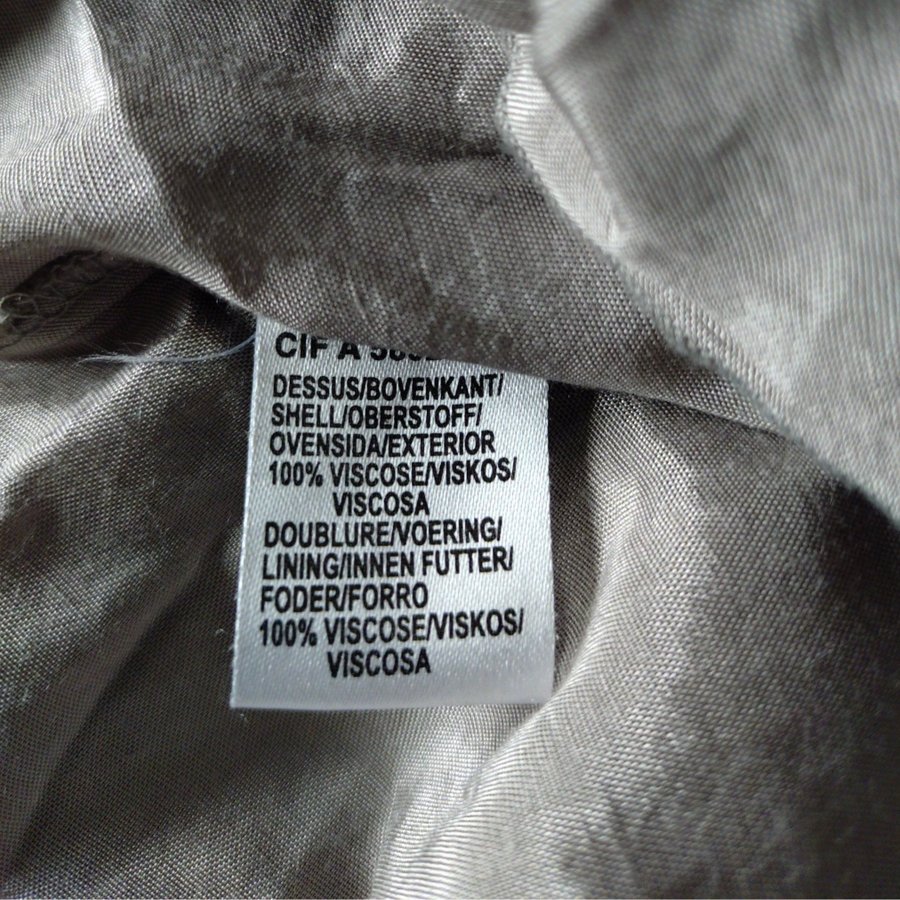 CIF A
DESSUS/BOVENKANT/
SHELL/OBERSTOFF/
OVENSIDA/EXTERIOR
100% VISCOSE/VISKOS/
VISCOSA
DOUBLURE/VOERING/
LINING/INNEN FUTTER/
FODER/FORRO
100% VISCOSE/VISKOS/
VISCOSA